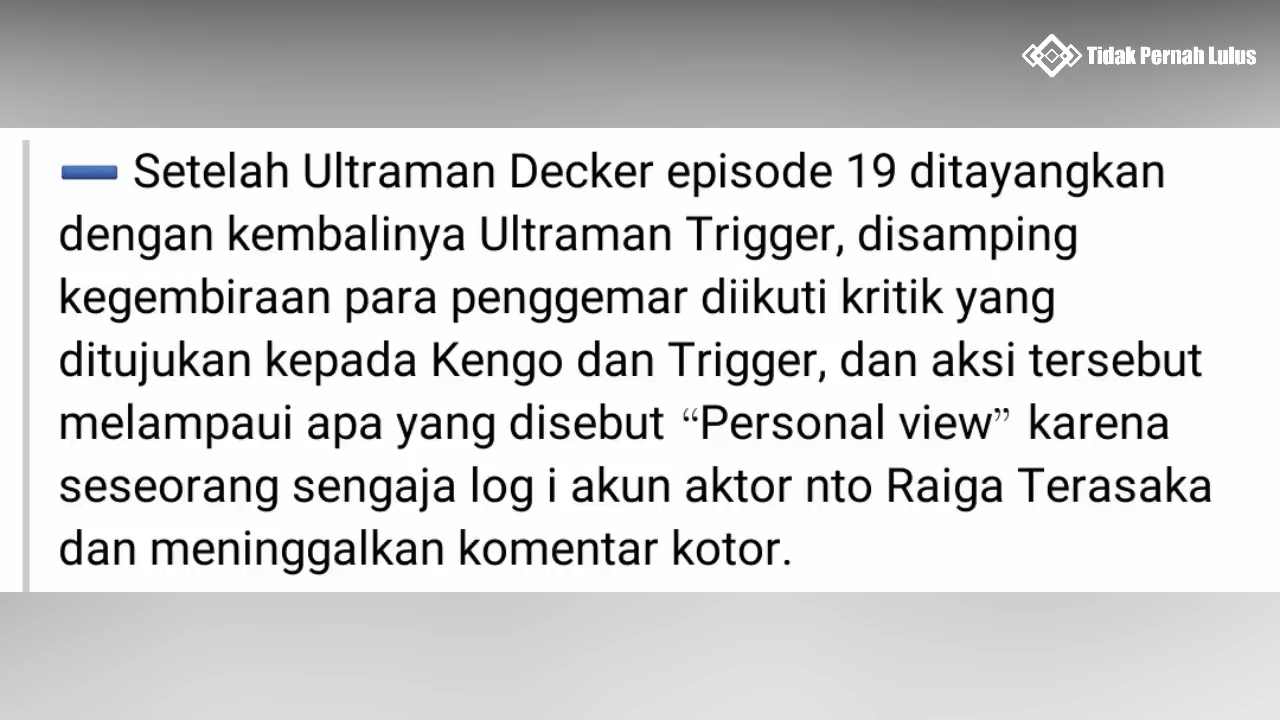 Tidak Pernah Lulus
Setelah Ultraman Decker episode 19 ditayangkan
dengan kembalinya Ultraman Trigger, disamping
kegembiraan para penggemar diikuti kritik yang
ditujukan kepada Kengo dan Trigger, dan aksi tersebut
melampaui apa yang disebut “Personal view” karena
seseorang sengaja log i akun aktor nto Raiga Terasaka
dan meninggalkan komentar kotor.